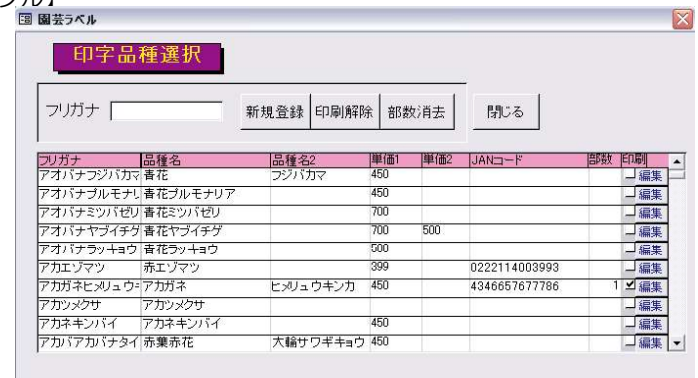 園芸ラベル
印字品種選択
フリガナ 新規登録 印刷解除 部数消去 閉じる
フリガナ 品種名 品種名2 単価1 単価2 JANコード 部数 印刷
アオバナフジバカマ 青花 フジバカマ 450 編集
アオバナプルモナリ 青花プルモナリア 450 編集
アオバナミツバゼリ 青花ミツバゼリ 700 編集
アオバナヤブイチゲ 青花ヤブイチゲ 700 500 編集
アオバナラッキョウ 青花ラッキョウ 500 編集
アカエゾマツ 赤エゾマツ 399 0222114003993 編集
アカガネヒメリュウキ アカガネ ヒメリュウキンカ 450 4346657677786 1 編集
アカツメクサ アカツメクサ 編集
アカネキンバイ アカネキンバイ 450 編集
アカバアカバナタイ 赤葉赤花 大輪サワギキョウ 450 編集